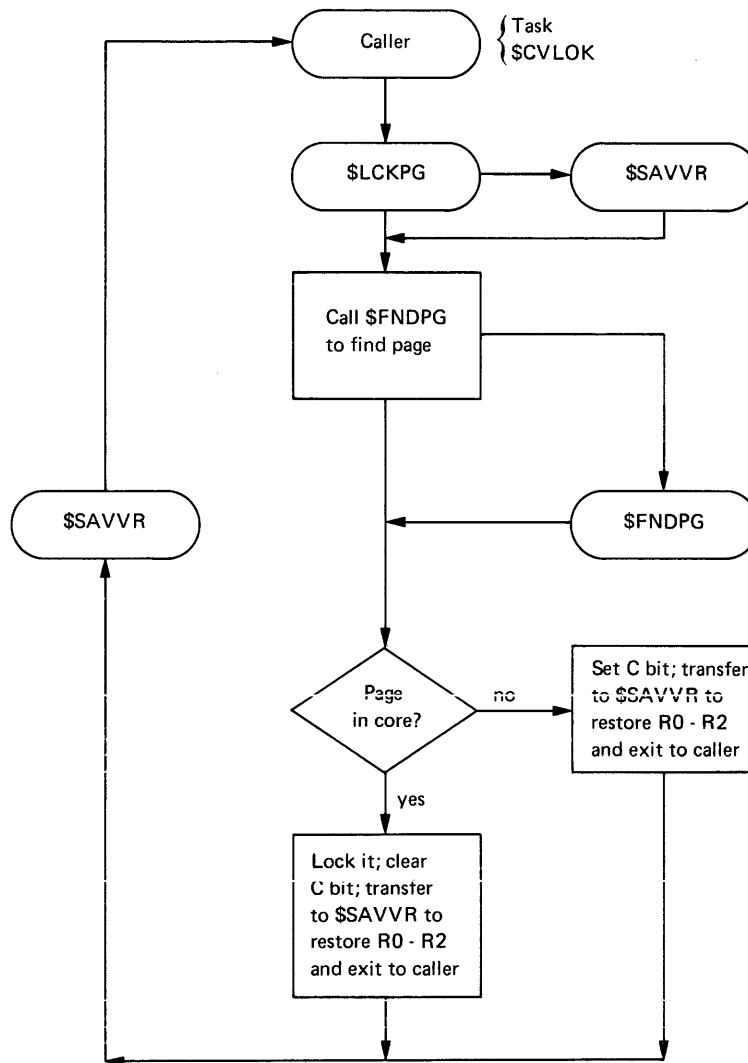 Caller
Task
$CVLOK
$LCKPG
$SAVVR
Call $FNDPG
to find page
$SAVVR
$FNDPG
Page
in core?
no
Set C bit; transfer
to $SAVVR to
restore R0 - R2
and exit to caller
yes
Lock it; clear
C bit; transfer
to $SAVVR to
restore R0 - R2
and exit to caller